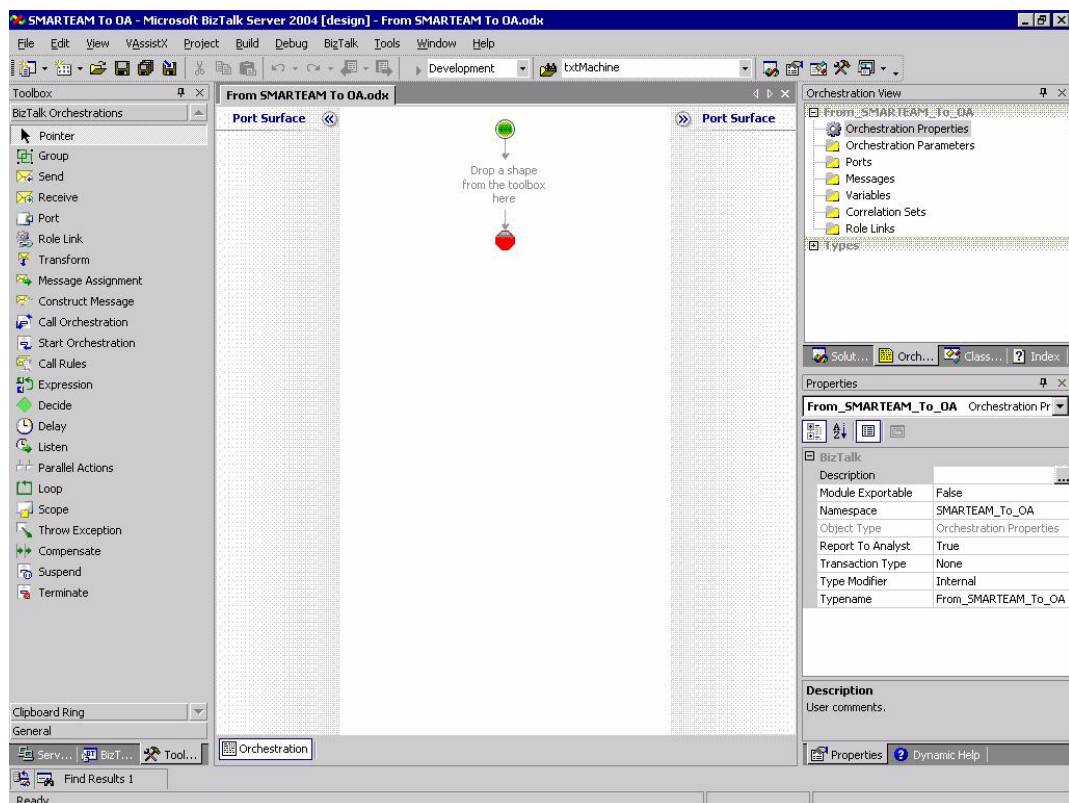 SMARTEAM To OA - Microsoft BizTalk Server 2004 [design] - From SMARTEAM To OA.odx
File Edit View VAssistX Project Build Debug BizTalk Tools Window Help
Development txtMachine
Toolbox
BizTalk Orchestrations
Pointer
Group
Send
Receive
Port
Role Link
Transform
Message Assignment
Construct Message
Call Orchestration
Start Orchestration
Call Rules
Expression
Decide
Delay
Listen
Parallel Actions
Loop
Scope
Throw Exception
Compensate
Suspend
Terminate
Clipboard Ring
General
Serv... BizT... Tool...
From SMARTEAM To OA.odx
Port Surface
Port Surface
Drop a shape
from the toolbox
here
Orchestration
Orchestration View
From_SMARTEAM_To_OA
Orchestration Properties
Orchestration Parameters
Ports
Messages
Variables
Correlation Sets
Role Links
Types
Solut... Orch... Class... Index
Properties
From_SMARTEAM_To_OA Orchestration Pr
BizTalk
Description
Module Exportable False
Namespace SMARTEAM_To_OA
Object Type Orchestration Properties
Report To Analyst True
Transaction Type None
Type Modifier Internal
Typename From_SMARTEAM_To_OA
Description
User comments.
Properties Dynamic Help
Find Results 1
Ready